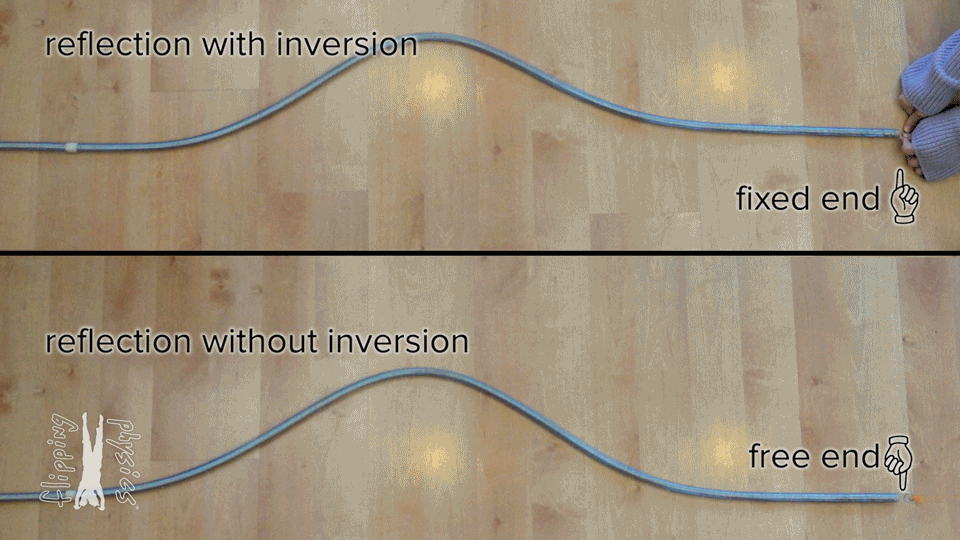 reflection with inversion
fixed end
reflection without inversion
free end
flipping
physics